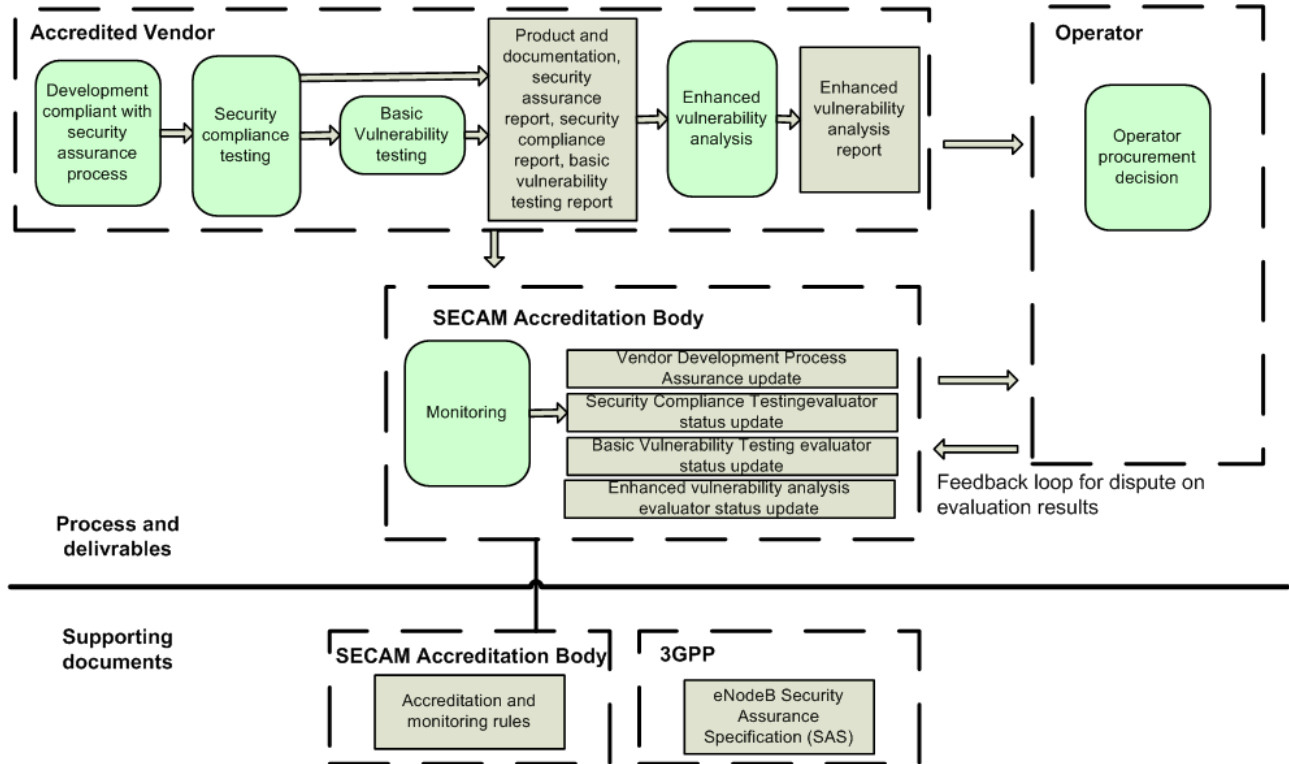 Accredited Vendor
Development
compliant with
security
assurance
process
Security
compliance
testing
Basic
Vulnerability
testing
Product and
documentation,
security
assurance
report, security
compliance
report, basic
vulnerability
testing report
Enhanced
vulnerability
analysis
Enhanced
vulnerability
analysis
report
Operator
Operator
procurement
decision
SECAM Accreditation Body
Monitoring
Vendor Development Process
Assurance update
Security Compliance Testingevaluator
status update
Basic Vulnerability Testing evaluator
status update
Enhanced vulnerability analysis
evaluator status update
Feedback loop for dispute on
evaluation results
Process and
delivrables
Supporting
documents
SECAM Accreditation Body
Accreditation and
monitoring rules
3GPP
eNodeB Security
Assurance
Specification (SAS)